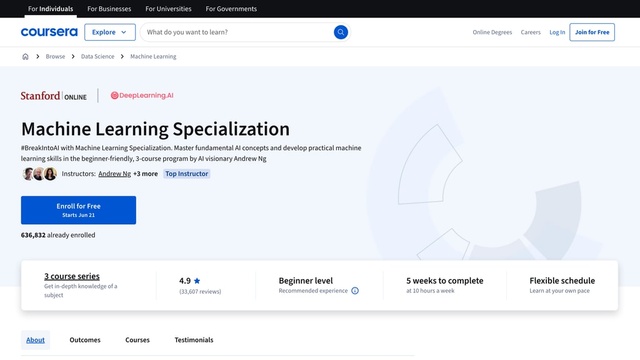 For Individuals For Businesses For Universities For Governments
coursera Explore What do you want to learn? Online Degrees Careers Log In Join for Free
Browse Data Science Machine Learning
Stanford ONLINE DeepLearning.AI
Machine Learning Specialization
#BreakIntoAI with Machine Learning Specialization. Master fundamental AI concepts and develop practical machine
learning skills in the beginner-friendly, 3-course program by AI visionary Andrew Ng
Instructors: Andrew Ng +3 more Top Instructor
Enroll for Free
Starts Jun 21
636,832 already enrolled
3 course series 4.9 Beginner level 5 weeks to complete Flexible schedule
Get in-depth knowledge of a (33,607 reviews) Recommended experience at 10 hours a week Learn at your own pace
subject
About Outcomes Courses Testimonials